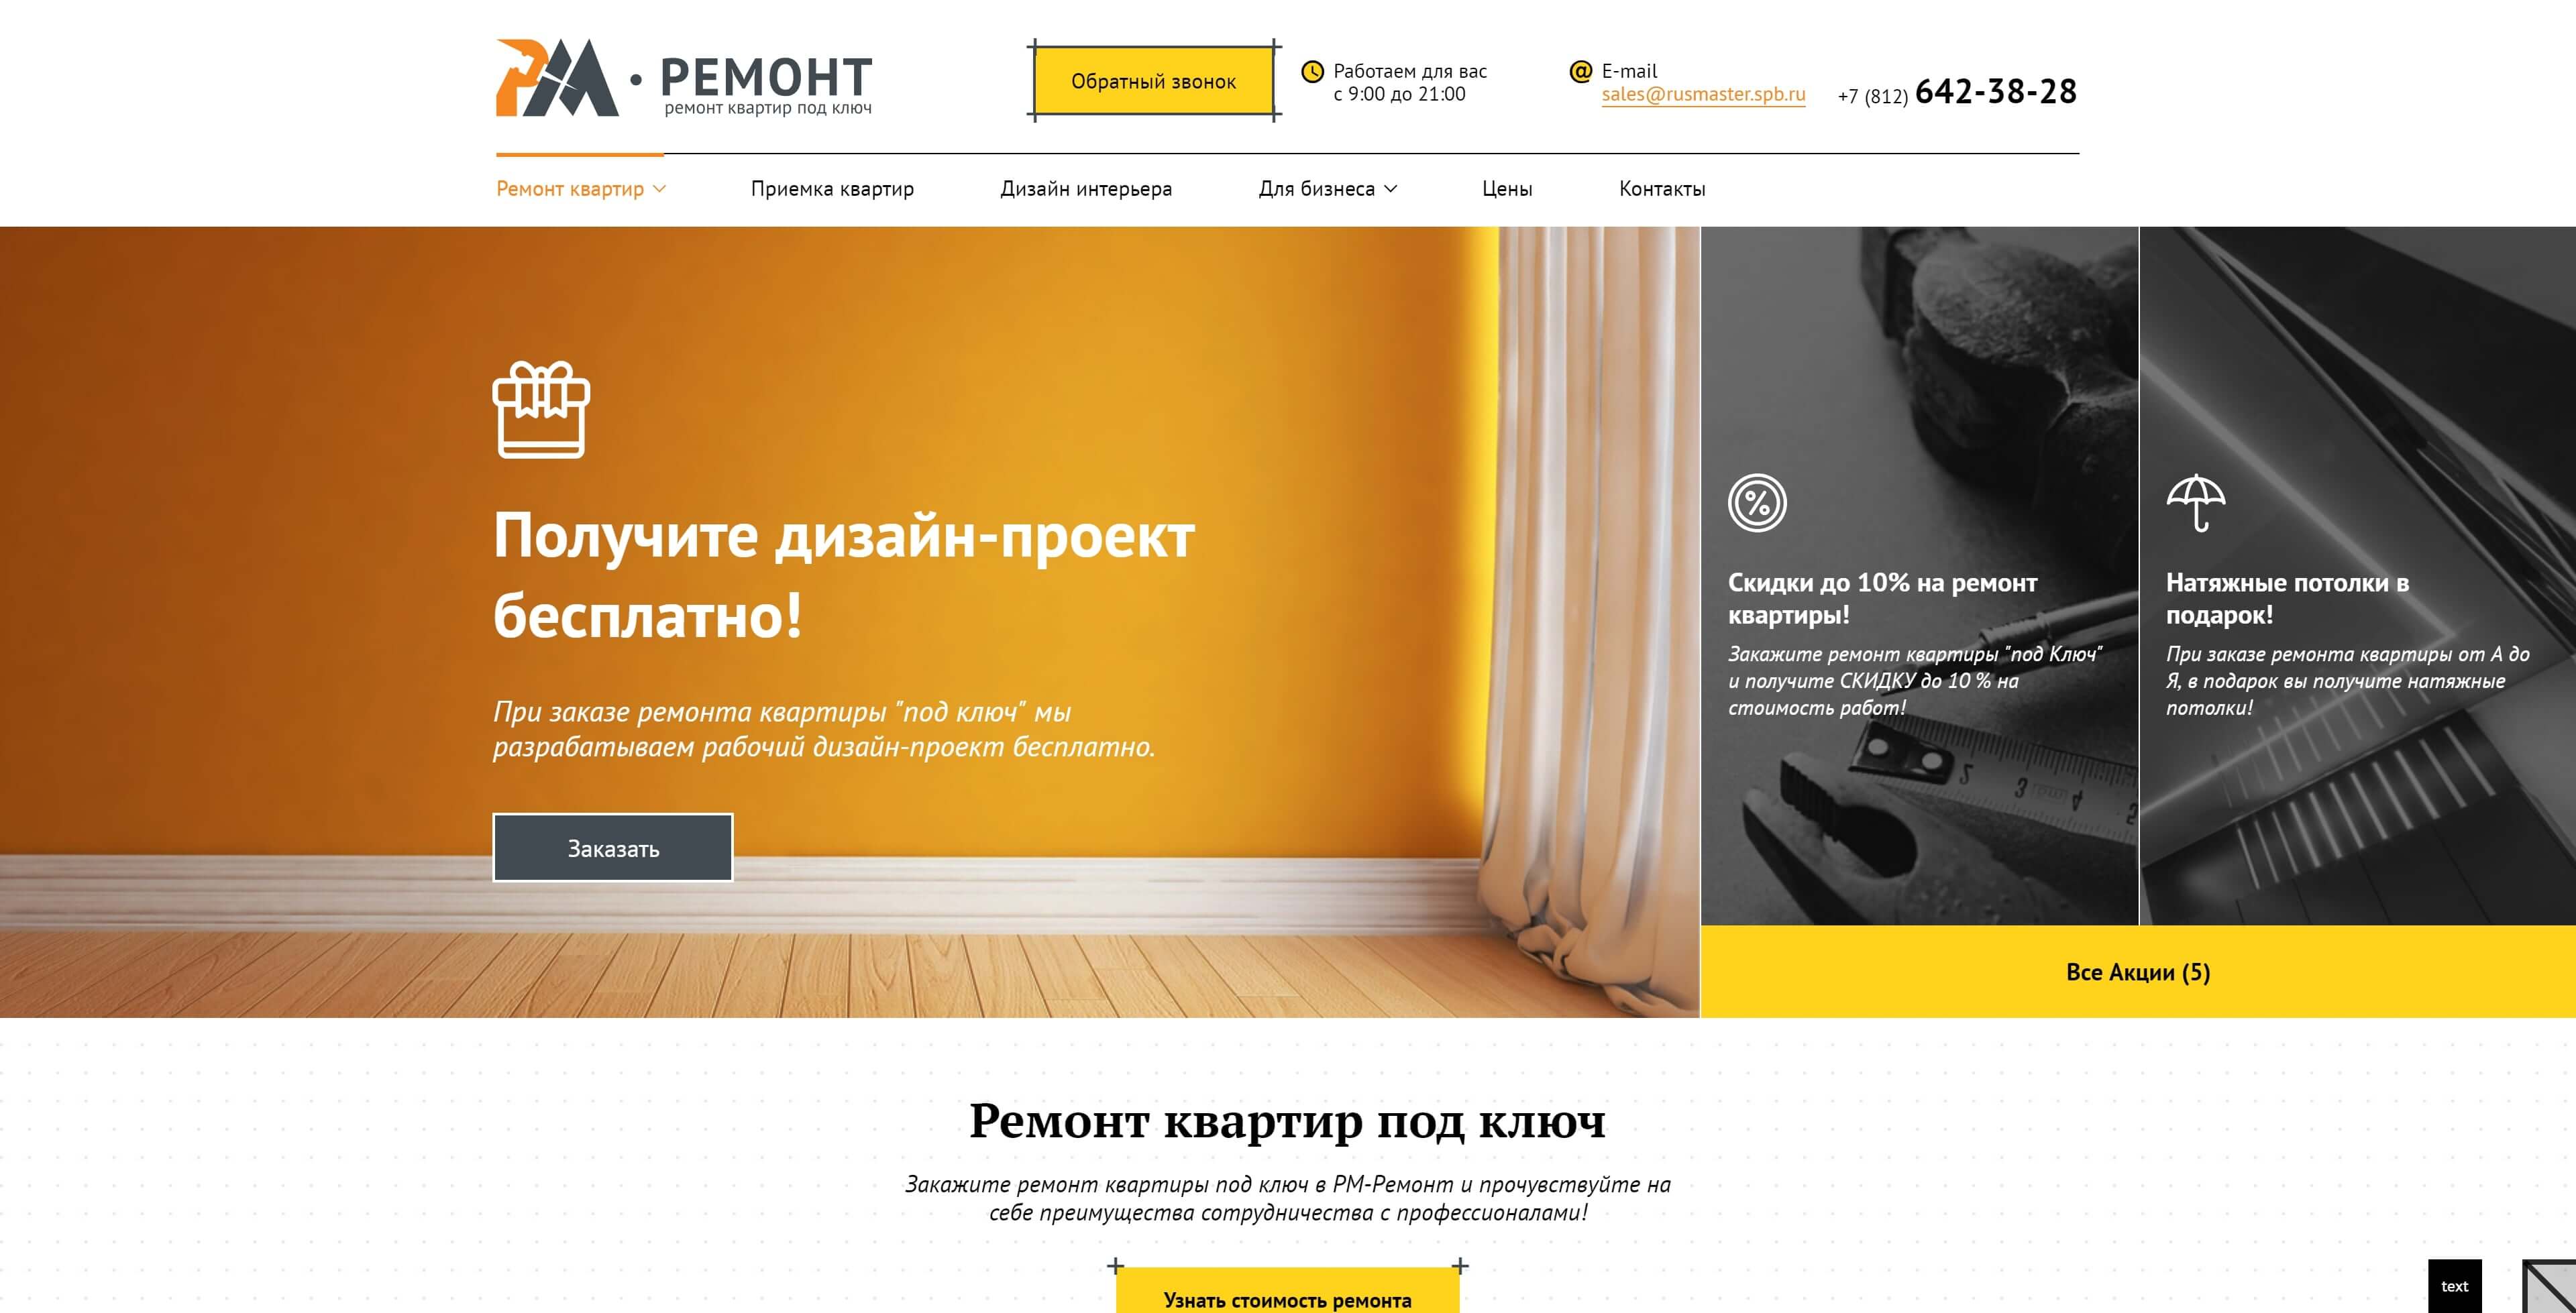 РМ · РЕМОНТ
ремонт квартир под ключ
Обратный звонок
Работаем для вас
с 9:00 до 21:00
@ E-mail
sales@rusmaster.spb.ru
+7 (812) 642-38-28
Ремонт квартир
Приемка квартир
Дизайн интерьера
Для бизнеса
Цены
Контакты
Получите дизайн-проект
бесплатно!
При заказе ремонта квартиры "под ключ" мы
разрабатываем рабочий дизайн-проект бесплатно.
Заказать
%
Скидки до 10% на ремонт
квартиры!
Закажите ремонт квартиры "под Ключ"
и получите СКИДКУ до 10 % на
стоимость работ!
2 3 4 5
Натяжные потолки в
подарок!
При заказе ремонта квартиры от А до
Я, в подарок вы получите натяжные
потолки!
Все Акции (5)
Ремонт квартир под ключ
Закажите ремонт квартиры под ключ в РМ-Ремонт и прочувствуйте на
себе преимущества сотрудничества с профессионалами!
Узнать стоимость ремонта
text